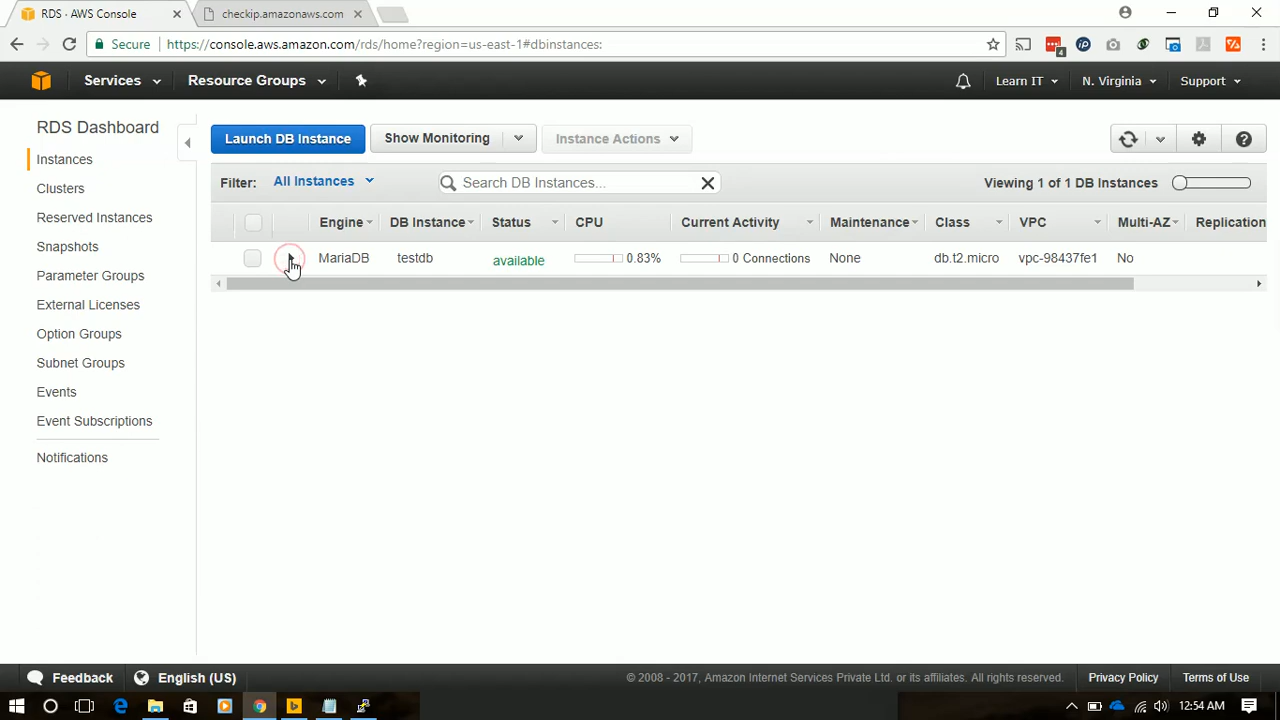 RDS · AWS Console
checkip.amazonaws.com
Secure
https://console.aws.amazon.com/rds/home?region=us-east-1#dbinstances:
4
Services
Resource Groups
Learn IT
N. Virginia
Support
RDS Dashboard
Instances
Clusters
Reserved Instances
Snapshots
Parameter Groups
External Licenses
Option Groups
Subnet Groups
Events
Event Subscriptions
Notifications
Launch DB Instance
Show Monitoring
Instance Actions
Filter: All Instances
Search DB Instances...
Viewing 1 of 1 DB Instances
Engine DB Instance Status CPU Current Activity Maintenance Class VPC Multi-AZ Replication
MariaDB testdb available 0.83% 0 Connections None db.t2.micro vpc-98437fe1 No
Feedback
English (US)
© 2008 - 2017, Amazon Internet Services Private Ltd. or its affiliates. All rights reserved.
Privacy Policy
Terms of Use
12:54 AM